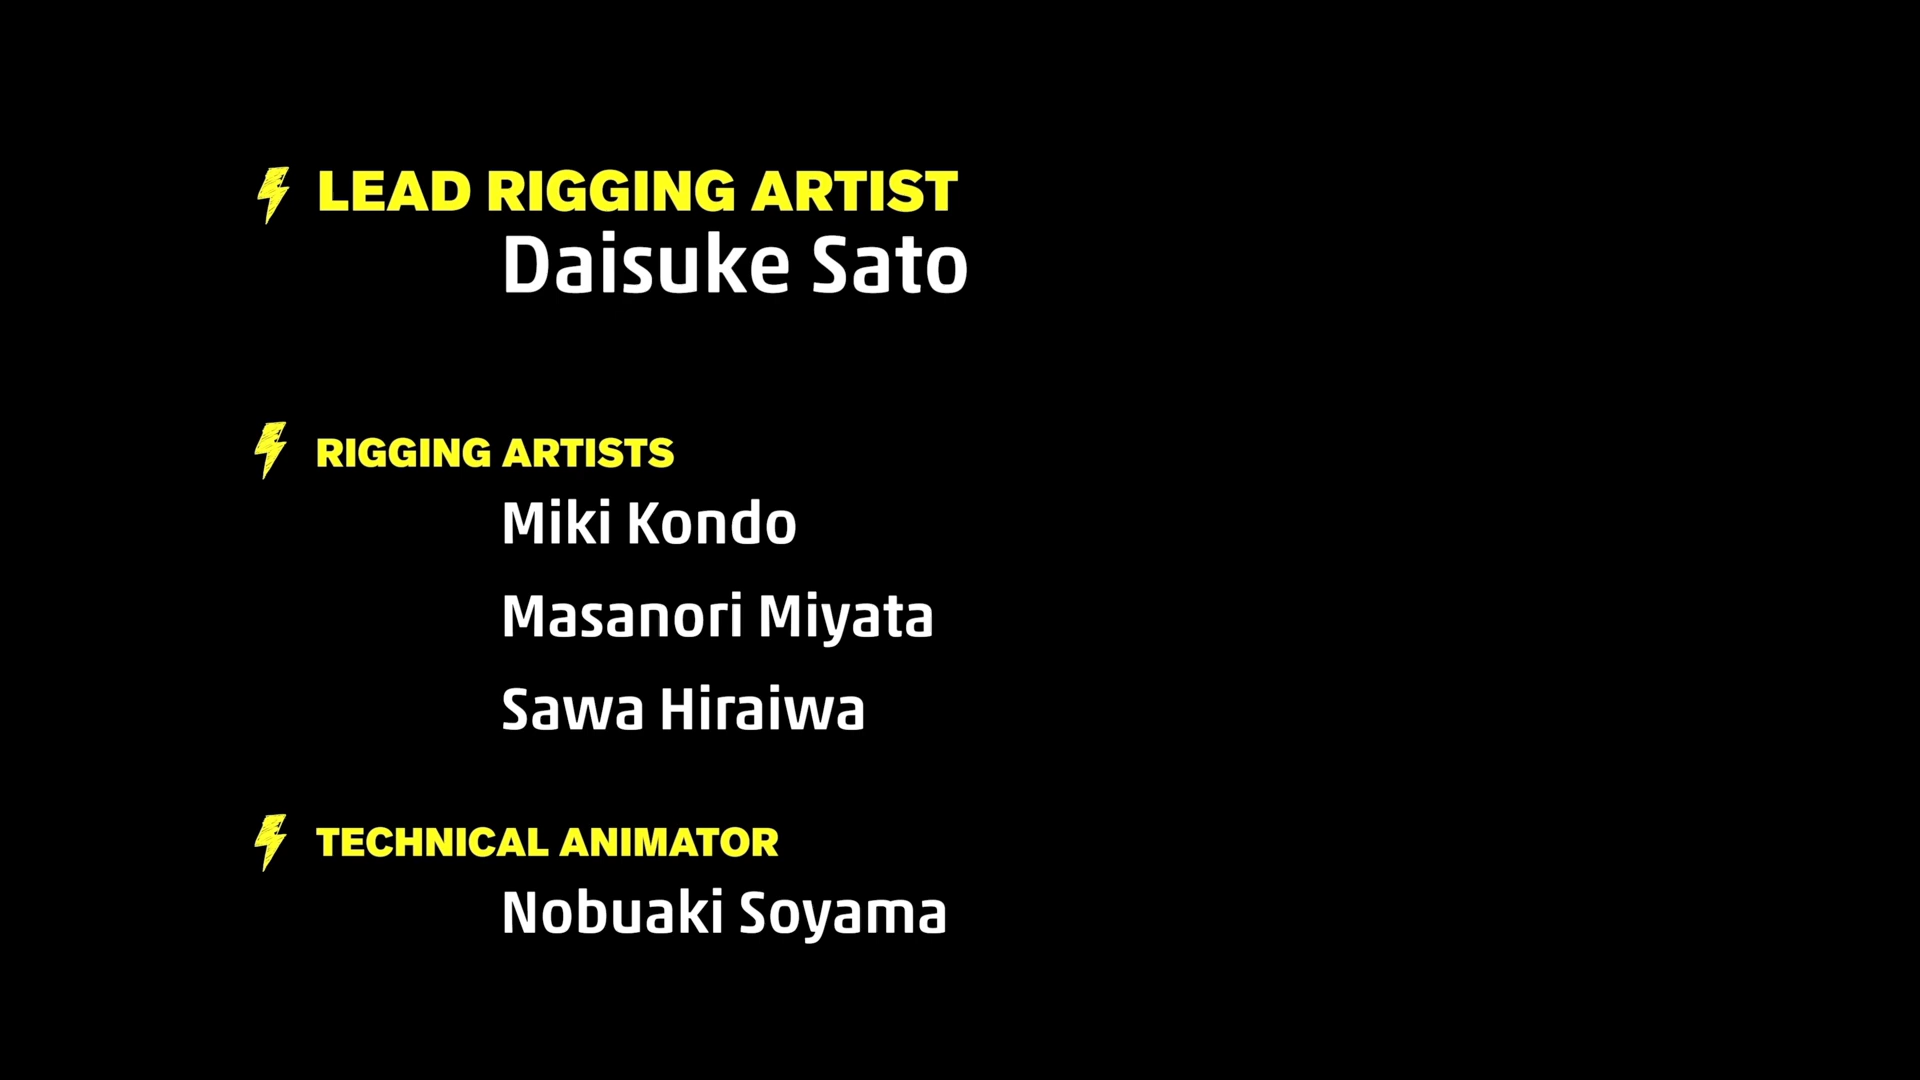 LEAD RIGGING ARTIST
Daisuke Sato
RIGGING ARTISTS
Miki Kondo
Masanori Miyata
Sawa Hiraiwa
TECHNICAL ANIMATOR
Nobuaki Soyama